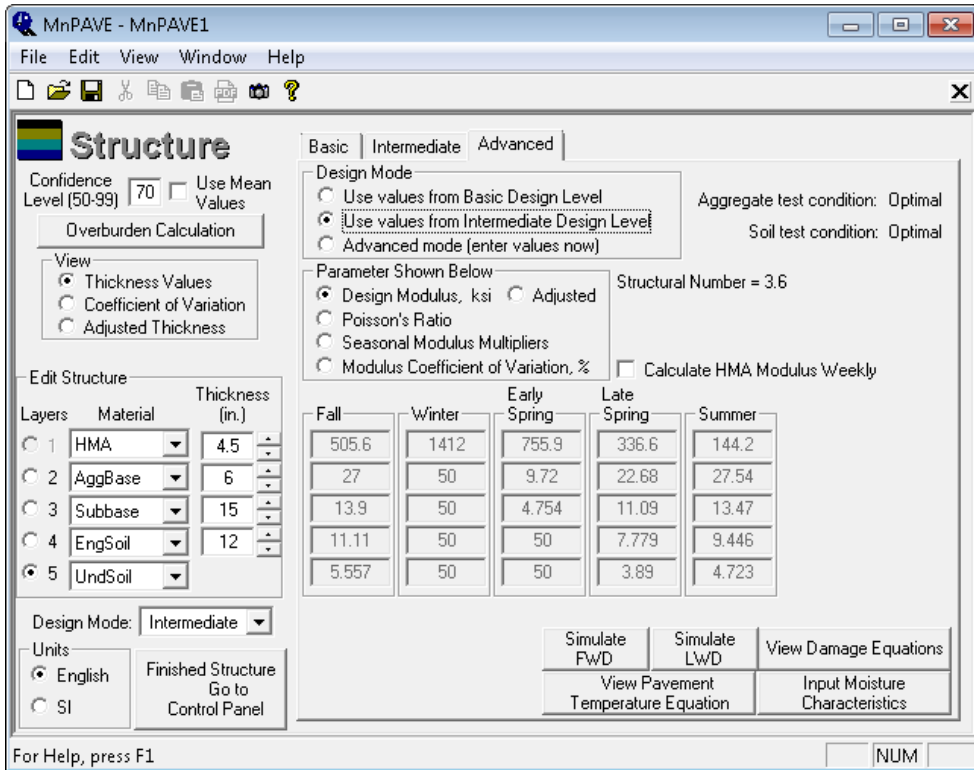 MnPAVE - MnPAVE1
File Edit View Window Help
Structure
Confidence Level (50-99) 70 Use Mean Values
Overburden Calculation
View
Thickness Values
Coefficient of Variation
Adjusted Thickness
Edit Structure
Layers Material Thickness (in.)
1 HMA 4.5
2 AggBase 6
3 Subbase 15
4 EngSoil 12
5 UndSoil
Design Mode: Intermediate
Units
English
SI
Finished Structure
Go to
Control Panel
Basic Intermediate Advanced
Design Mode
Use values from Basic Design Level
Use values from Intermediate Design Level
Advanced mode (enter values now)
Aggregate test condition: Optimal
Soil test condition: Optimal
Parameter Shown Below
Design Modulus, ksi Adjusted
Poisson's Ratio
Seasonal Modulus Multipliers
Modulus Coefficient of Variation, %
Structural Number = 3.6
Calculate HMA Modulus Weekly
Fall Winter Early Spring Late Spring Summer
505.6 1412 755.9 336.6 144.2
27 50 9.72 22.68 27.54
13.9 50 4.754 11.09 13.47
11.11 50 50 7.779 9.446
5.557 50 50 3.89 4.723
Simulate FWD
Simulate LWD
View Damage Equations
View Pavement
Temperature Equation
Input Moisture
Characteristics
For Help, press F1
NUM